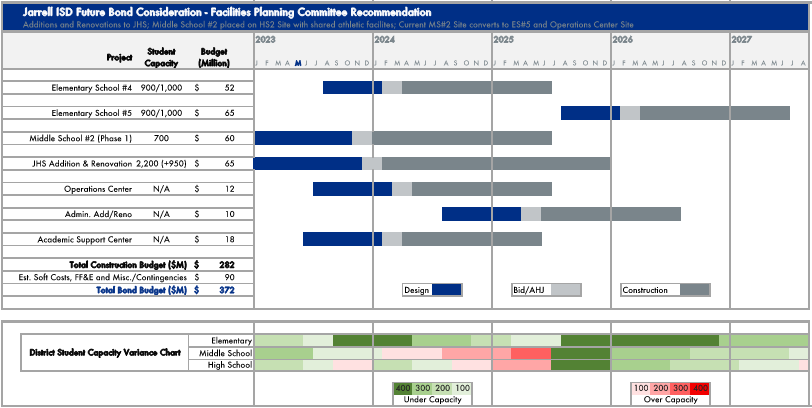 Jarrell ISD Future Bond Consideration - Facilities Planning Committee Recommendation
Additions and Renovations to JHS; Middle School #2 placed on HS2 Site with shared athletic facilites; Current MS#2 Site converts to ES#5 and Operations Center Site
2023 2024 2025 2026 2027
Project Student Capacity Budget (Million)
J F M A M J J A S O N D J F M A M J J A S O N D J F M A M J J A S O N D J F M A M J J A S O N D J F M A M J J A
Elementary School #4 900/1,000 $ 52
Elementary School #5 900/1,000 $ 65
Middle School #2 (Phase 1) 700 $ 60
JHS Addition & Renovation 2,200 (+950) $ 65
Operations Center N/A $ 12
Admin. Add/Reno N/A $ 10
Academic Support Center N/A $ 18
Total Construction Budget ($M) $ 282
Est. Soft Costs, FF&E and Misc./Contingencies $ 90
Total Bond Budget ($M) $ 372
Design Bid/AHJ Construction
District Student Capacity Variance Chart
Elementary
Middle School
High School
400 300 200 100
Under Capacity
100 200 300 400
Over Capacity